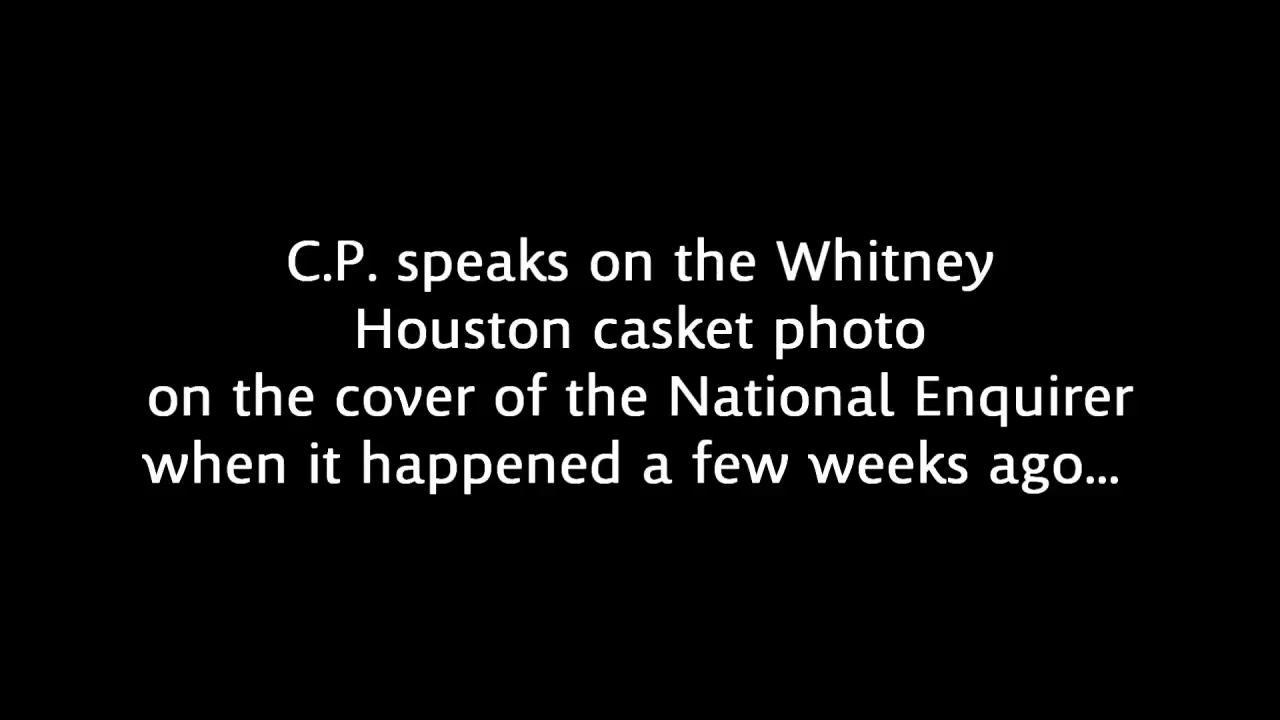 C.P. speaks on the Whitney
Houston casket photo
on the cover of the National Enquirer
when it happened a few weeks ago...